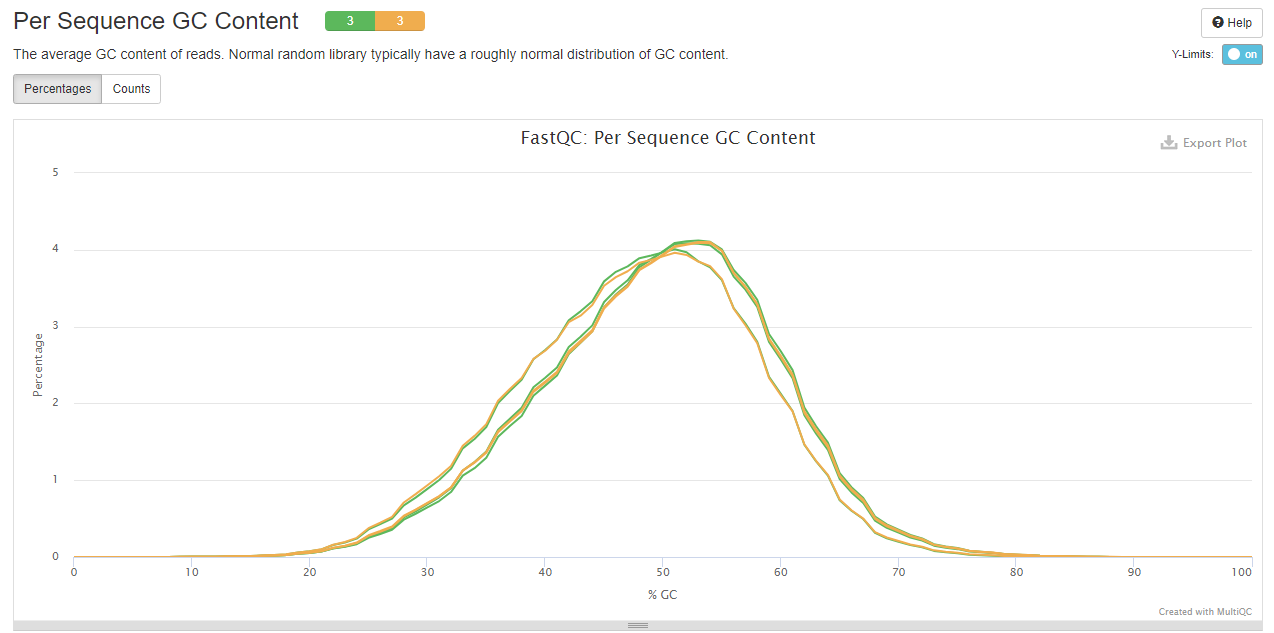 Per Sequence GC Content 3 3
Help
The average GC content of reads. Normal random library typically have a roughly normal distribution of GC content.
Y-Limits: on
Percentages Counts
FastQC: Per Sequence GC Content
Export Plot
5
4
3
2
1
0
Percentage
0 10 20 30 40 50 60 70 80 90 100
% GC
Created with MultiQC